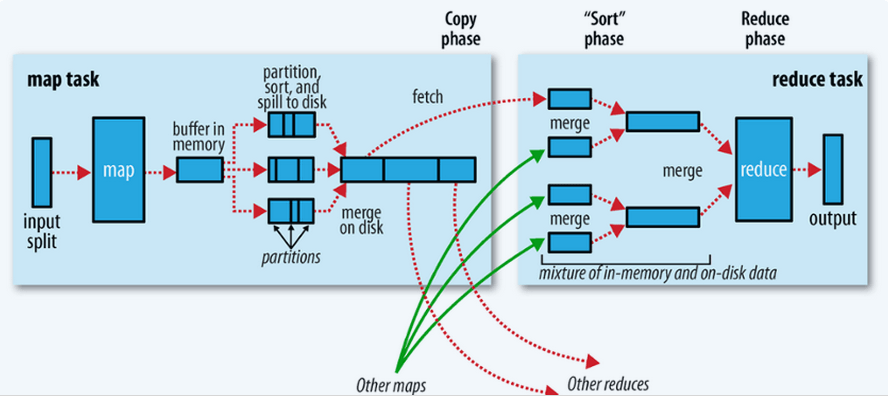 Copy
phase
“Sort”
phase
Reduce
phase
map task
partition,
sort, and
spill to disk
fetch
reduce task
buffer in
memory
merge
map
merge
reduce
input
split
merge
on disk
merge
output
partitions
mixture of in-memory and on-disk data
Other maps
Other reduces